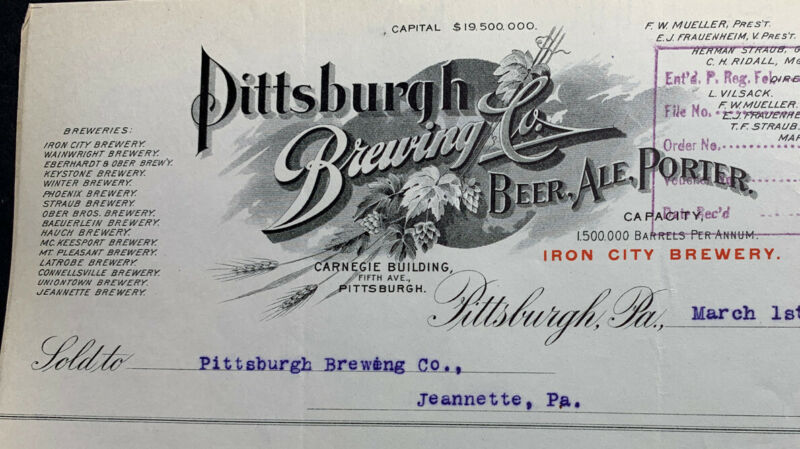 CAPITAL $19,500,000.
F. W. MUELLER, PRES'T.
E.J. FRAUENHEIM, V. PRES'T.
HERMAN STRAUB,
C. H. RIDALL,
Ent'd. P. Reg. Feb
L. VILSACK.
F. W. MUELLER.
File No.
E.J. FRAUENHE
T.F. STRAUB
Order No.
MAR
Rec'd
Pittsburgh
Brewing Co.
BEER, ALE, PORTER.
CAPACITY,
1,500,000 BARRELS PER ANNUM.
IRON CITY BREWERY.
BREWERIES:
IRON CITY BREWERY.
WAINWRIGHT BREWERY.
EBERHARDT & OBER BREW'Y.
KEYSTONE BREWERY.
WINTER BREWERY.
PHOENIX BREWERY.
STRAUB BREWERY.
OBER BROS. BREWERY.
BAEUERLEIN BREWERY.
HAUCH BREWERY.
MC.KEESPORT BREWERY.
MT. PLEASANT BREWERY.
LATROBE BREWERY.
CONNELLSVILLE BREWERY.
UNIONTOWN BREWERY.
JEANNETTE BREWERY.
CARNEGIE BUILDING,
FIFTH AVE.,
PITTSBURGH.
Pittsburgh, Pa., March 1st
Sold to Pittsburgh Brewing Co.,
Jeannette, Pa.